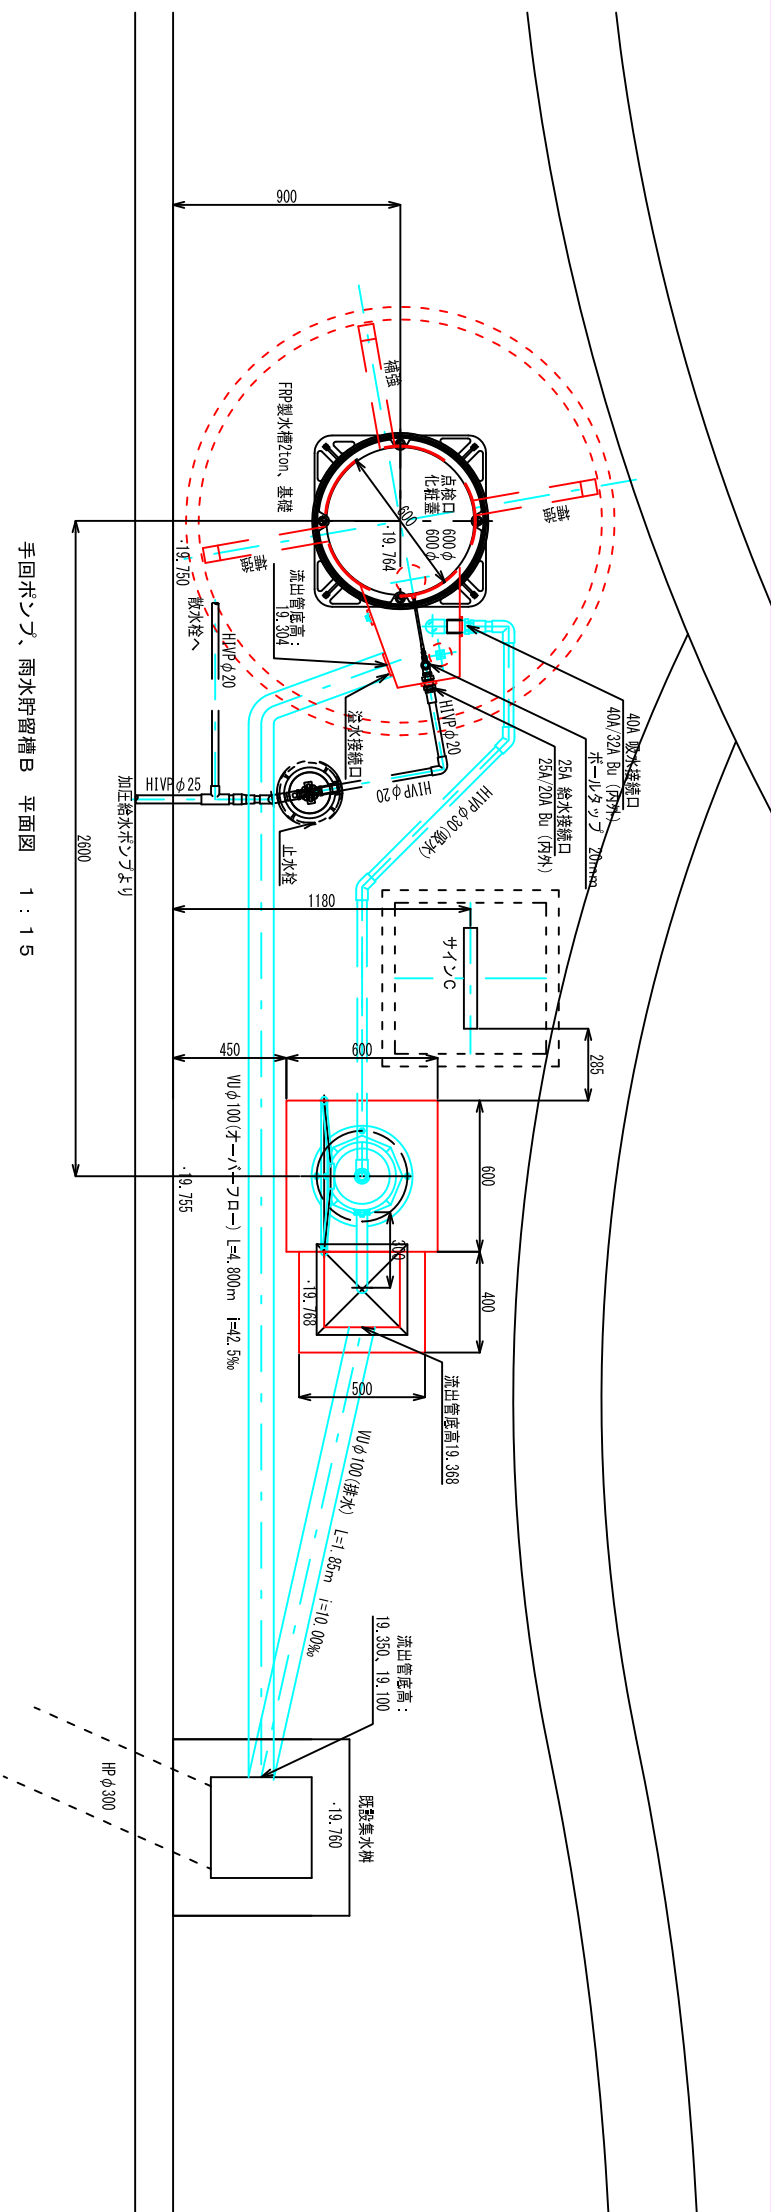 手回ポンプ、雨水貯留槽B　平面図　1：15
900
補強
補強
補強
FRP製水槽2ton、基礎
点検口　600φ
化粧蓋　600φ
600
·19.764
·19.750
流出管底高：
19.304
散水栓へ
HIVPφ20
溢水接続口
HIVPφ20
HIVPφ20
HIVPφ25
加圧給水ポンプより
止水栓
40A 吸水接続口
40A/32A Bu (内外)
ボールタップ　20mm
25A 給水接続口
25A/20A Bu (内外)
HIVPφ30(吸水)
2600
1180
サインC
285
450
600
600
400
300
500
·19.755
·19.768
VUφ100(オーバーフロー) L=4.800m　i=42.5‰
流出管底高19.368
VUφ100(排水)　L=1.85m　i=10.00‰
流出管底高：
19.350、19.100
既設集水桝
·19.760
HPφ300